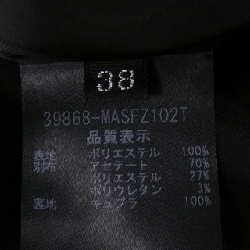 38
39868-MASFZ102T
品質表示
表地 ポリエステル 100%
別布 アセテート 70%
ポリエステル 27%
ポリウレタン 3%
裏地 キュプラ 100%